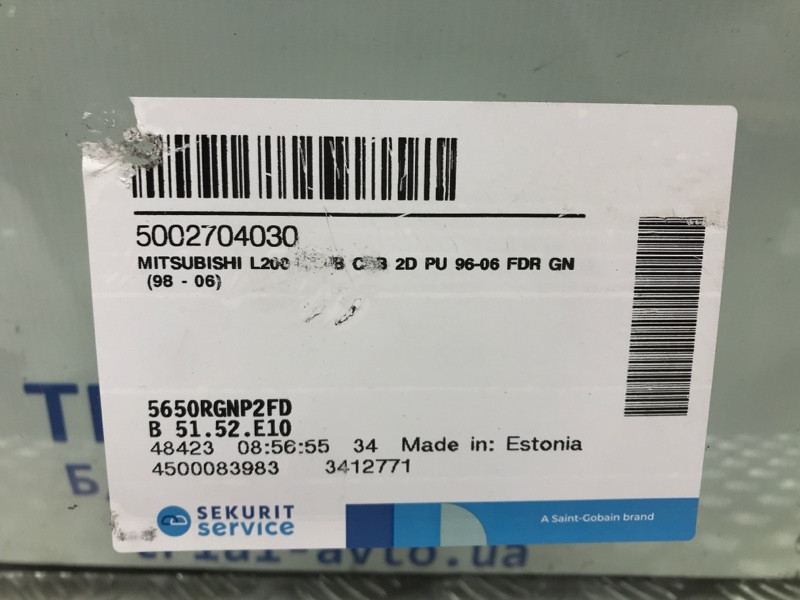 5002704030
MITSUBISHI L200 2D PU 96-06 FDR GN
(98 - 06)
5650RGNP2FD
B 51.52.E10
48423 08:56:55 34 Made in: Estonia
4500083983 3412771
SEKURIT
service
A Saint-Gobain brand